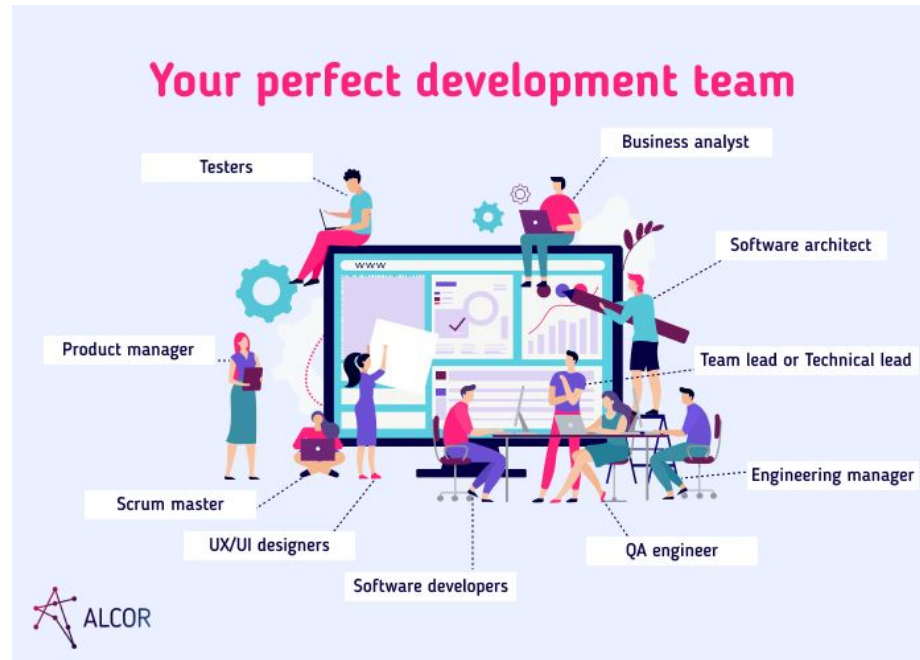 Your perfect development team
Business analyst
Testers
Software architect
www
Product manager
Team lead or Technical lead
Engineering manager
Scrum master
UX/UI designers
QA engineer
Software developers
ALCOR